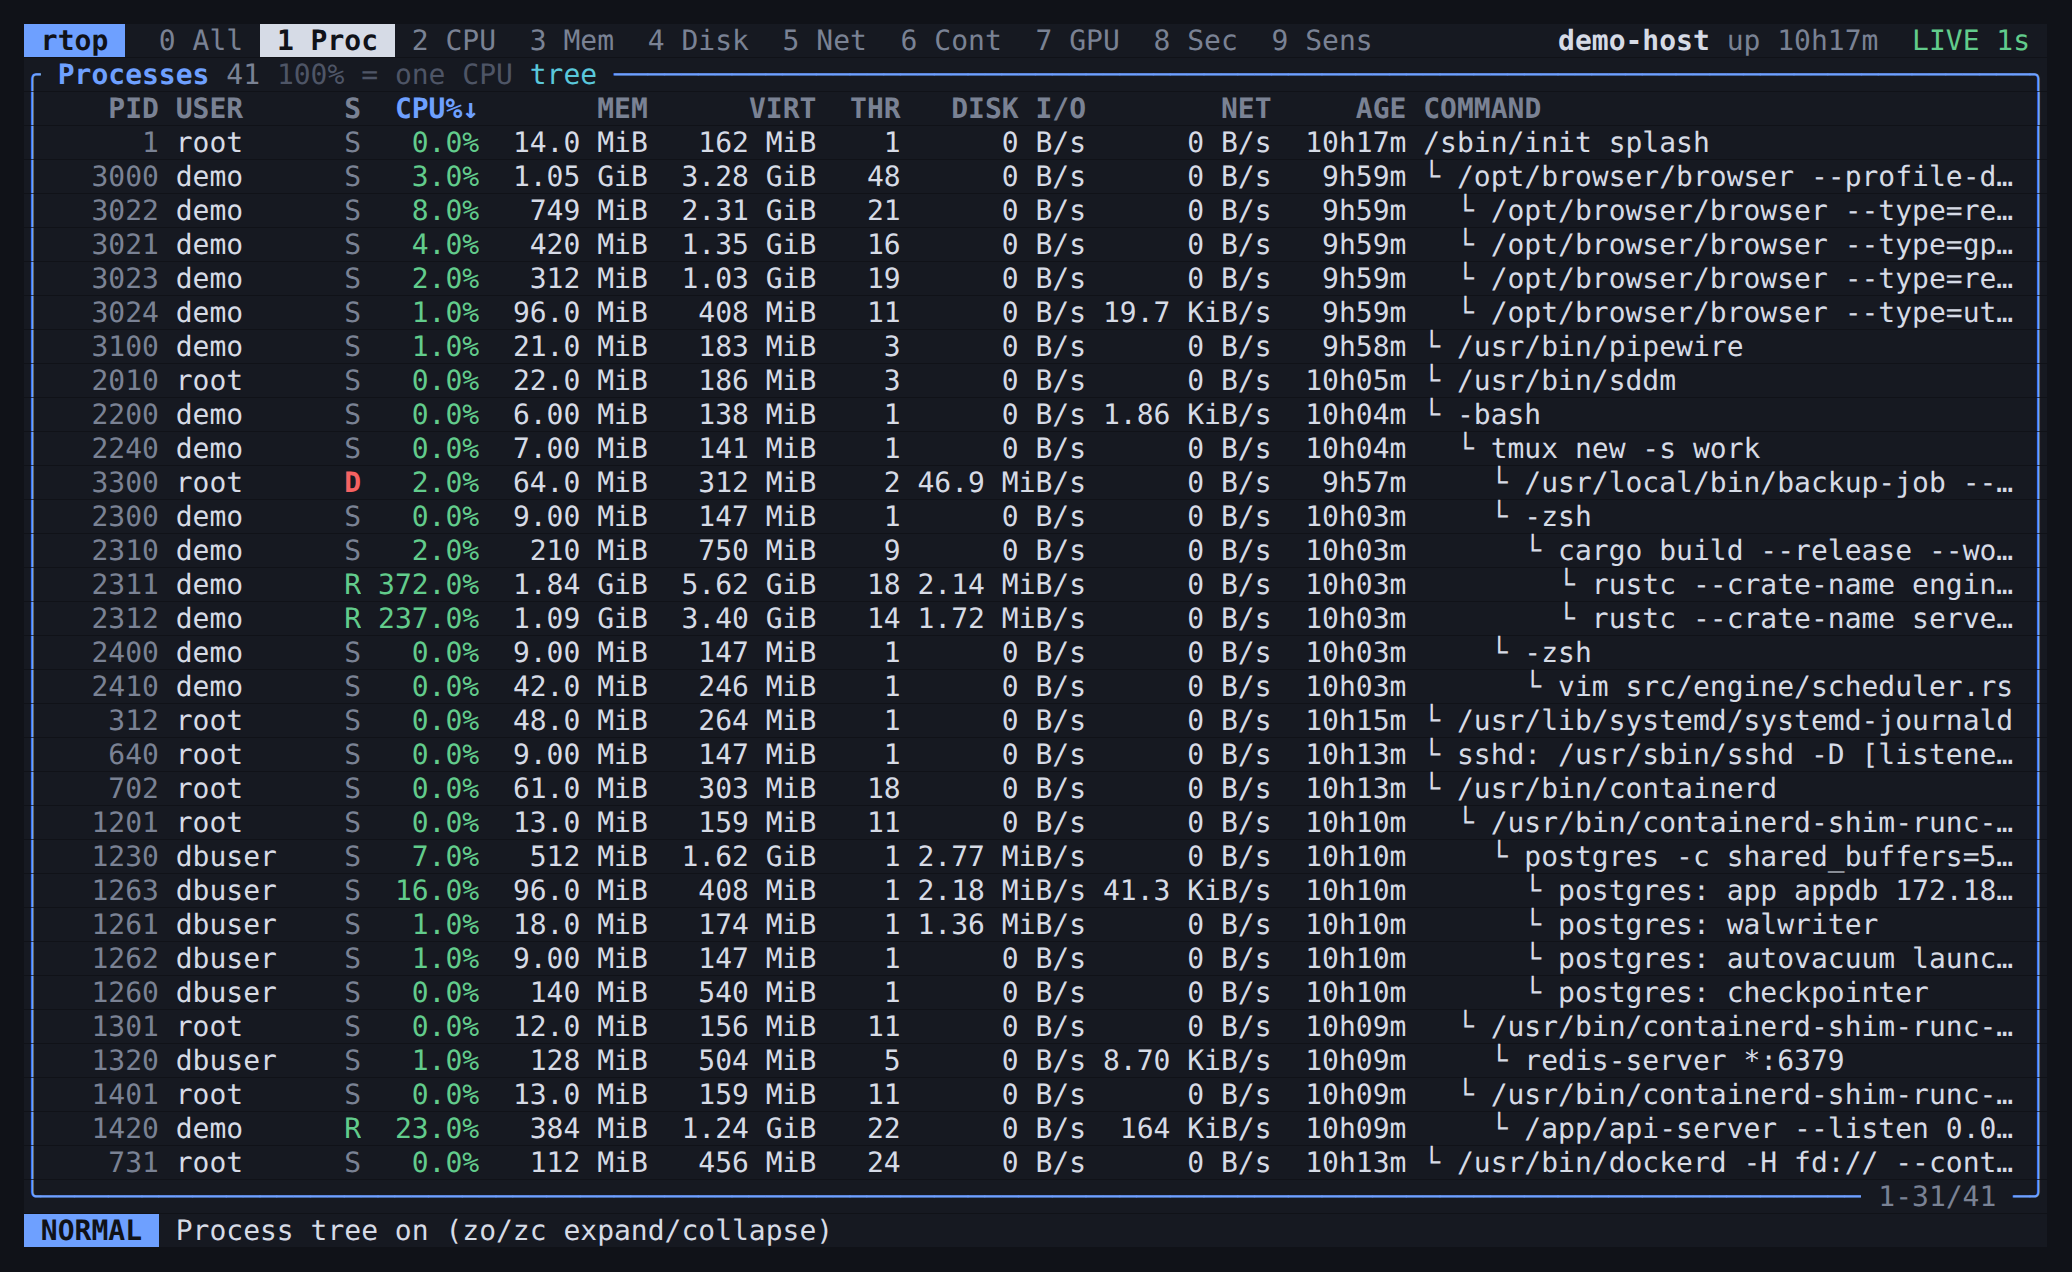 rtop 0 All 1 Proc 2 CPU 3 Mem 4 Disk 5 Net 6 Cont 7 GPU 8 Sec 9 Sens demo-host up 10h17m LIVE 1s
Processes 41 100% = one CPU tree
PID USER S CPU%↓ MEM VIRT THR DISK I/O NET AGE COMMAND
1 root S 0.0% 14.0 MiB 162 MiB 1 0 B/s 0 B/s 10h17m /sbin/init splash
3000 demo S 3.0% 1.05 GiB 3.28 GiB 48 0 B/s 0 B/s 9h59m └ /opt/browser/browser --profile-d…
3022 demo S 8.0% 749 MiB 2.31 GiB 21 0 B/s 0 B/s 9h59m └ /opt/browser/browser --type=re…
3021 demo S 4.0% 420 MiB 1.35 GiB 16 0 B/s 0 B/s 9h59m └ /opt/browser/browser --type=gp…
3023 demo S 2.0% 312 MiB 1.03 GiB 19 0 B/s 0 B/s 9h59m └ /opt/browser/browser --type=re…
3024 demo S 1.0% 96.0 MiB 408 MiB 11 0 B/s 19.7 KiB/s 9h59m └ /opt/browser/browser --type=ut…
3100 demo S 1.0% 21.0 MiB 183 MiB 3 0 B/s 0 B/s 9h58m └ /usr/bin/pipewire
2010 root S 0.0% 22.0 MiB 186 MiB 3 0 B/s 0 B/s 10h05m └ /usr/bin/sddm
2200 demo S 0.0% 6.00 MiB 138 MiB 1 0 B/s 1.86 KiB/s 10h04m └ -bash
2240 demo S 0.0% 7.00 MiB 141 MiB 1 0 B/s 0 B/s 10h04m └ tmux new -s work
3300 root D 2.0% 64.0 MiB 312 MiB 2 46.9 MiB/s 0 B/s 9h57m └ /usr/local/bin/backup-job --…
2300 demo S 0.0% 9.00 MiB 147 MiB 1 0 B/s 0 B/s 10h03m └ -zsh
2310 demo S 2.0% 210 MiB 750 MiB 9 0 B/s 0 B/s 10h03m └ cargo build --release --wo…
2311 demo R 372.0% 1.84 GiB 5.62 GiB 18 2.14 MiB/s 0 B/s 10h03m └ rustc --crate-name engin…
2312 demo R 237.0% 1.09 GiB 3.40 GiB 14 1.72 MiB/s 0 B/s 10h03m └ rustc --crate-name serve…
2400 demo S 0.0% 9.00 MiB 147 MiB 1 0 B/s 0 B/s 10h03m └ -zsh
2410 demo S 0.0% 42.0 MiB 246 MiB 1 0 B/s 0 B/s 10h03m └ vim src/engine/scheduler.rs
312 root S 0.0% 48.0 MiB 264 MiB 1 0 B/s 0 B/s 10h15m └ /usr/lib/systemd/systemd-journald
640 root S 0.0% 9.00 MiB 147 MiB 1 0 B/s 0 B/s 10h13m └ sshd: /usr/sbin/sshd -D [listene…
702 root S 0.0% 61.0 MiB 303 MiB 18 0 B/s 0 B/s 10h13m └ /usr/bin/containerd
1201 root S 0.0% 13.0 MiB 159 MiB 11 0 B/s 0 B/s 10h10m └ /usr/bin/containerd-shim-runc-…
1230 dbuser S 7.0% 512 MiB 1.62 GiB 1 2.77 MiB/s 0 B/s 10h10m └ postgres -c shared_buffers=5…
1263 dbuser S 16.0% 96.0 MiB 408 MiB 1 2.18 MiB/s 41.3 KiB/s 10h10m └ postgres: app appdb 172.18…
1261 dbuser S 1.0% 18.0 MiB 174 MiB 1 1.36 MiB/s 0 B/s 10h10m └ postgres: walwriter
1262 dbuser S 1.0% 9.00 MiB 147 MiB 1 0 B/s 0 B/s 10h10m └ postgres: autovacuum launc…
1260 dbuser S 0.0% 140 MiB 540 MiB 1 0 B/s 0 B/s 10h10m └ postgres: checkpointer
1301 root S 0.0% 12.0 MiB 156 MiB 11 0 B/s 0 B/s 10h09m └ /usr/bin/containerd-shim-runc-…
1320 dbuser S 1.0% 128 MiB 504 MiB 5 0 B/s 8.70 KiB/s 10h09m └ redis-server *:6379
1401 root S 0.0% 13.0 MiB 159 MiB 11 0 B/s 0 B/s 10h09m └ /usr/bin/containerd-shim-runc-…
1420 demo R 23.0% 384 MiB 1.24 GiB 22 0 B/s 164 KiB/s 10h09m └ /app/api-server --listen 0.0…
731 root S 0.0% 112 MiB 456 MiB 24 0 B/s 0 B/s 10h13m └ /usr/bin/dockerd -H fd:// --cont…
1-31/41
NORMAL Process tree on (zo/zc expand/collapse)